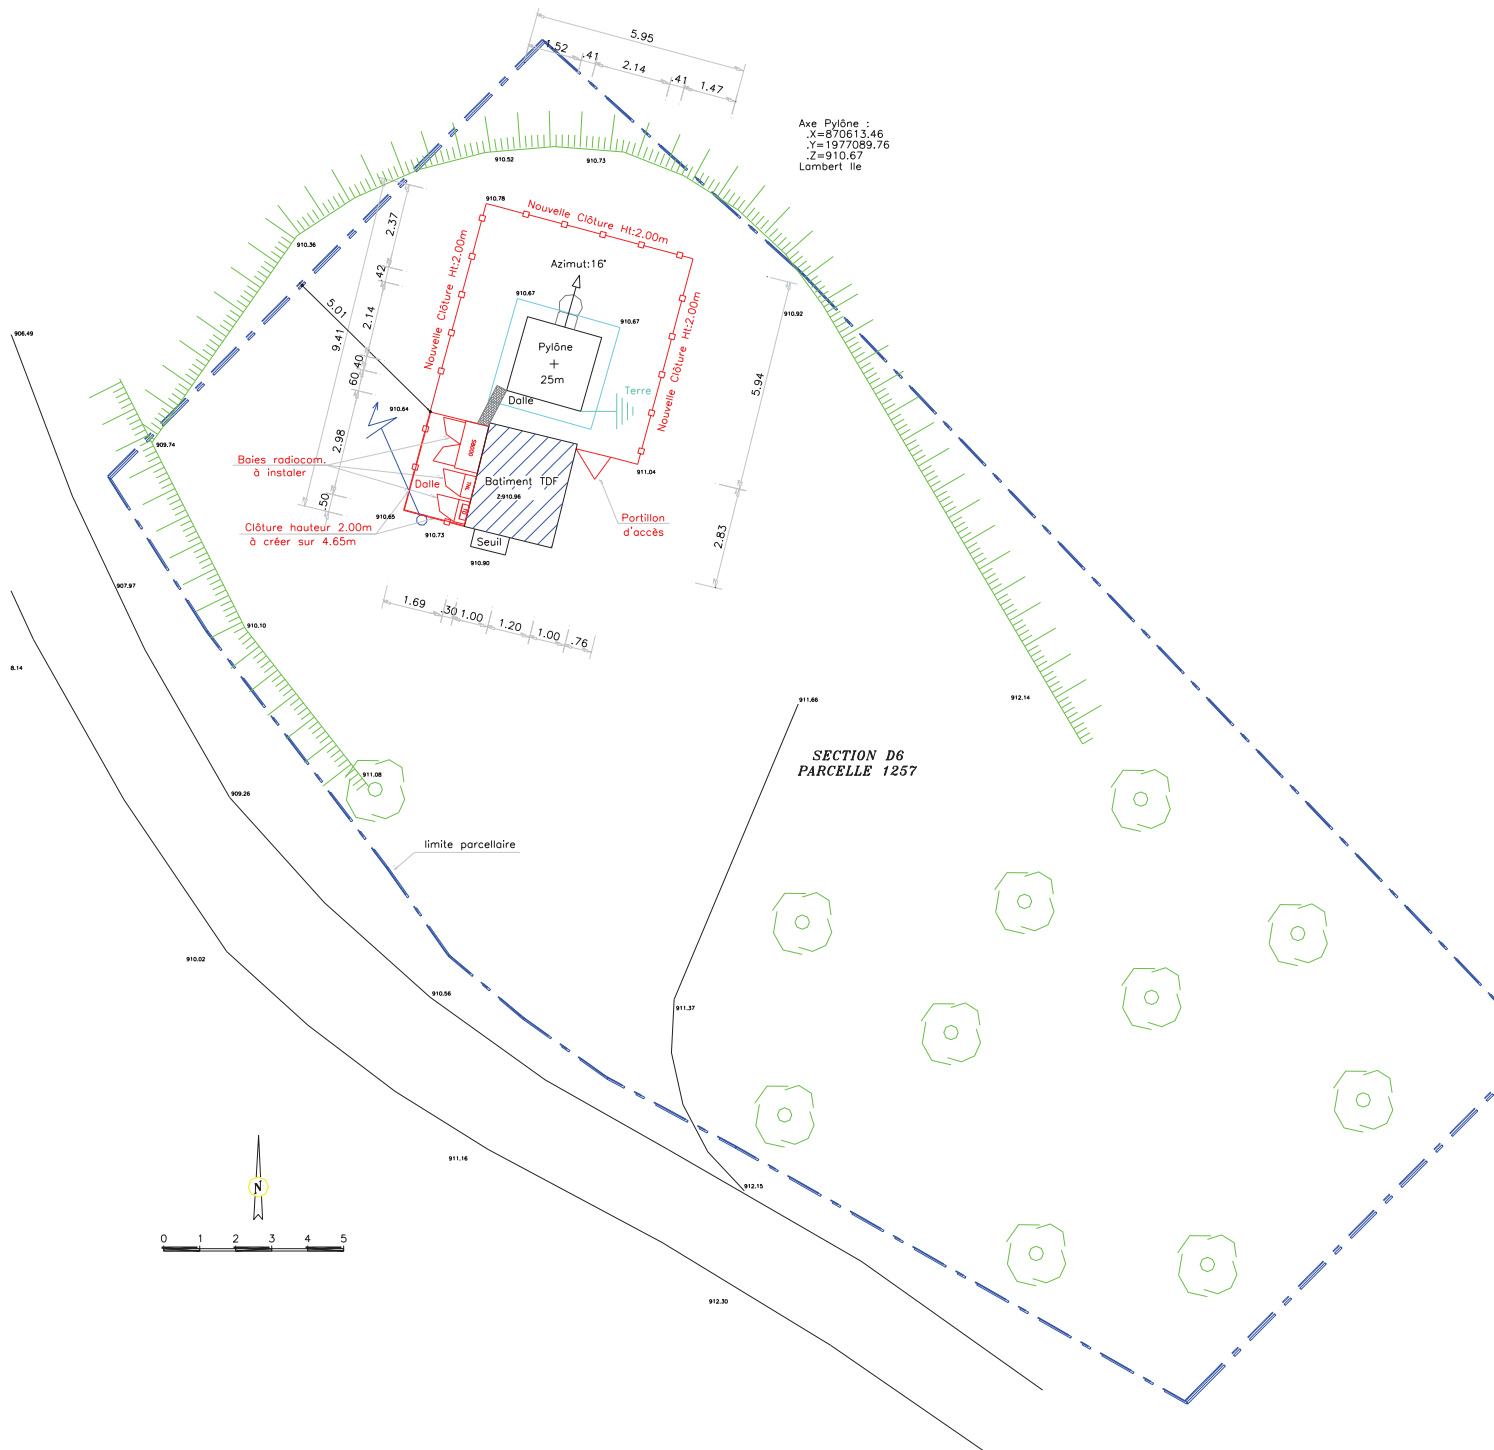 5.95
1.52
.41
2.14
.41
1.47
Axe Pylône :
.X=870613.46
.Y=1977089.76
.Z=910.67
Lambert IIe
910.52
910.73
910.78
Nouvelle Clôture Ht:2.00m
910.36
2.37
Nouvelle Clôture Ht:2.00m
Azimut:16°
.42
5.01
910.67
910.67
910.92
2.14
9.41
906.49
Pylône
25m
Nouvelle Clôture Ht:2.00m
60
.40
5.94
Terre
Dalle
910.64
909.74
2.98
Baies radiocom.
à instaler
S8000
911.04
Batiment TDF
Z:910.96
Dalle
.50
910.65
Portillon
d'accès
Clôture hauteur 2.00m
à créer sur 4.65m
910.73
Seuil
2.83
910.90
907.97
1.69
.30
1.00
1.20
1.00
.76
910.10
8.14
912.14
911.66
SECTION D6
PARCELLE 1257
911.08
909.26
limite parcellaire
910.02
910.56
911.37
911.16
912.15
N
0 1 2 3 4 5
912.30